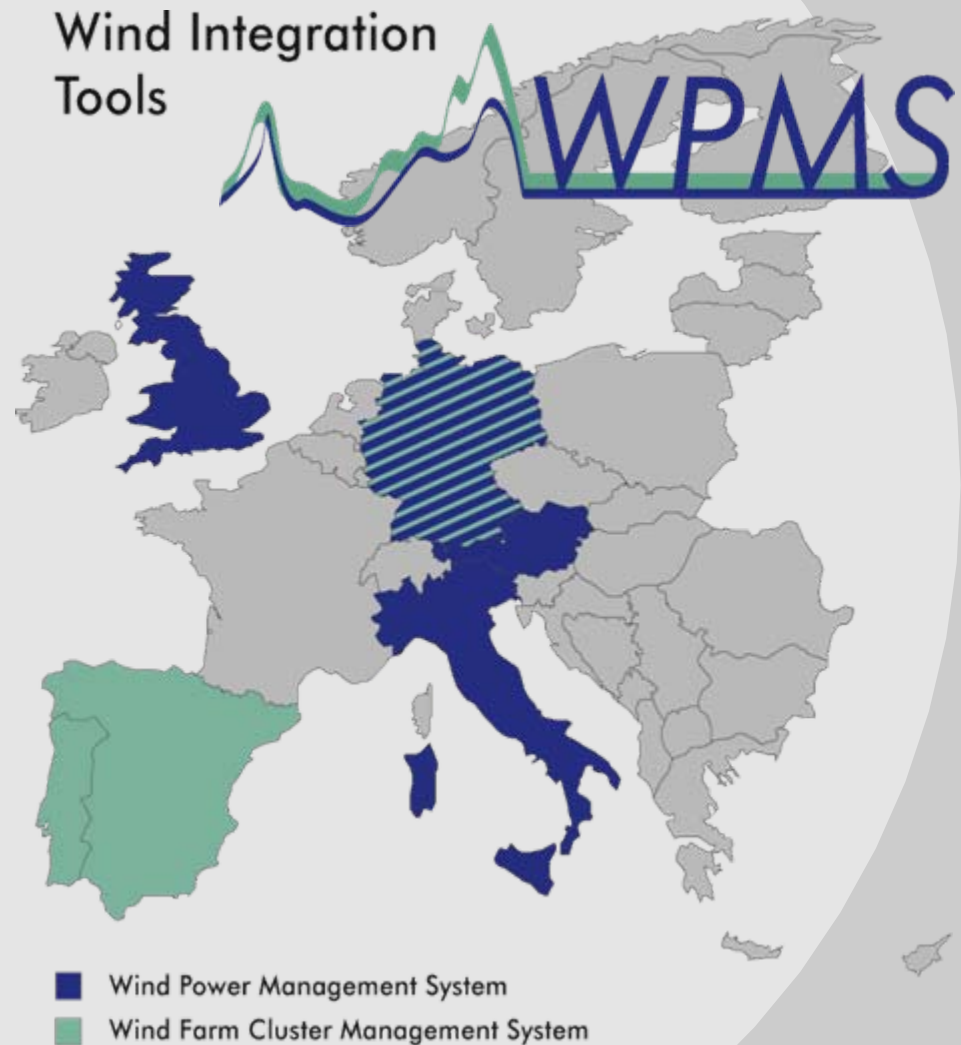 Wind Integration
Tools
WPMS
Wind Power Management System
Wind Farm Cluster Management System